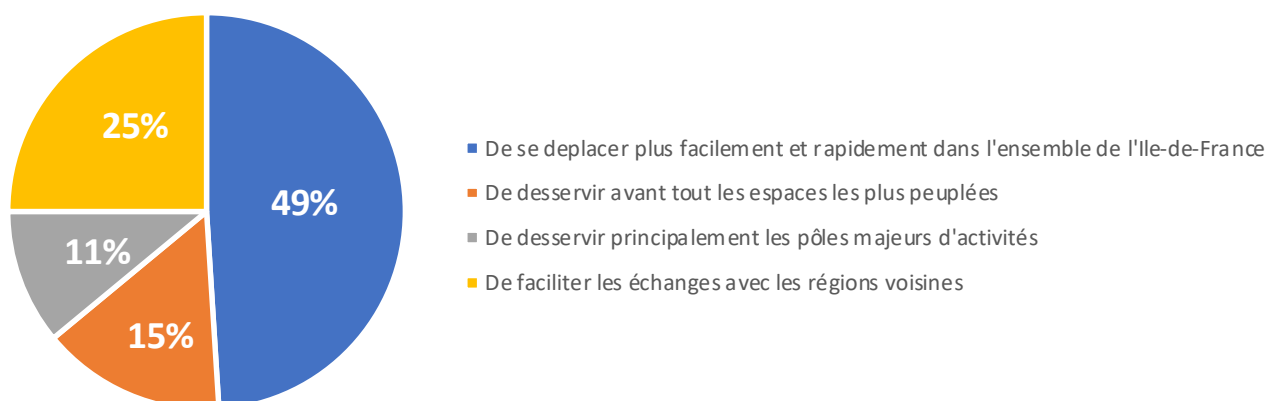 25%
49%
11%
15%
De se deplacer plus facilement et rapidement dans l'ensemble de l'Ile-de-France
De desservir avant tout les espaces les plus peuplées
De desservir principalement les pôles majeurs d'activités
De faciliter les échanges avec les régions voisines